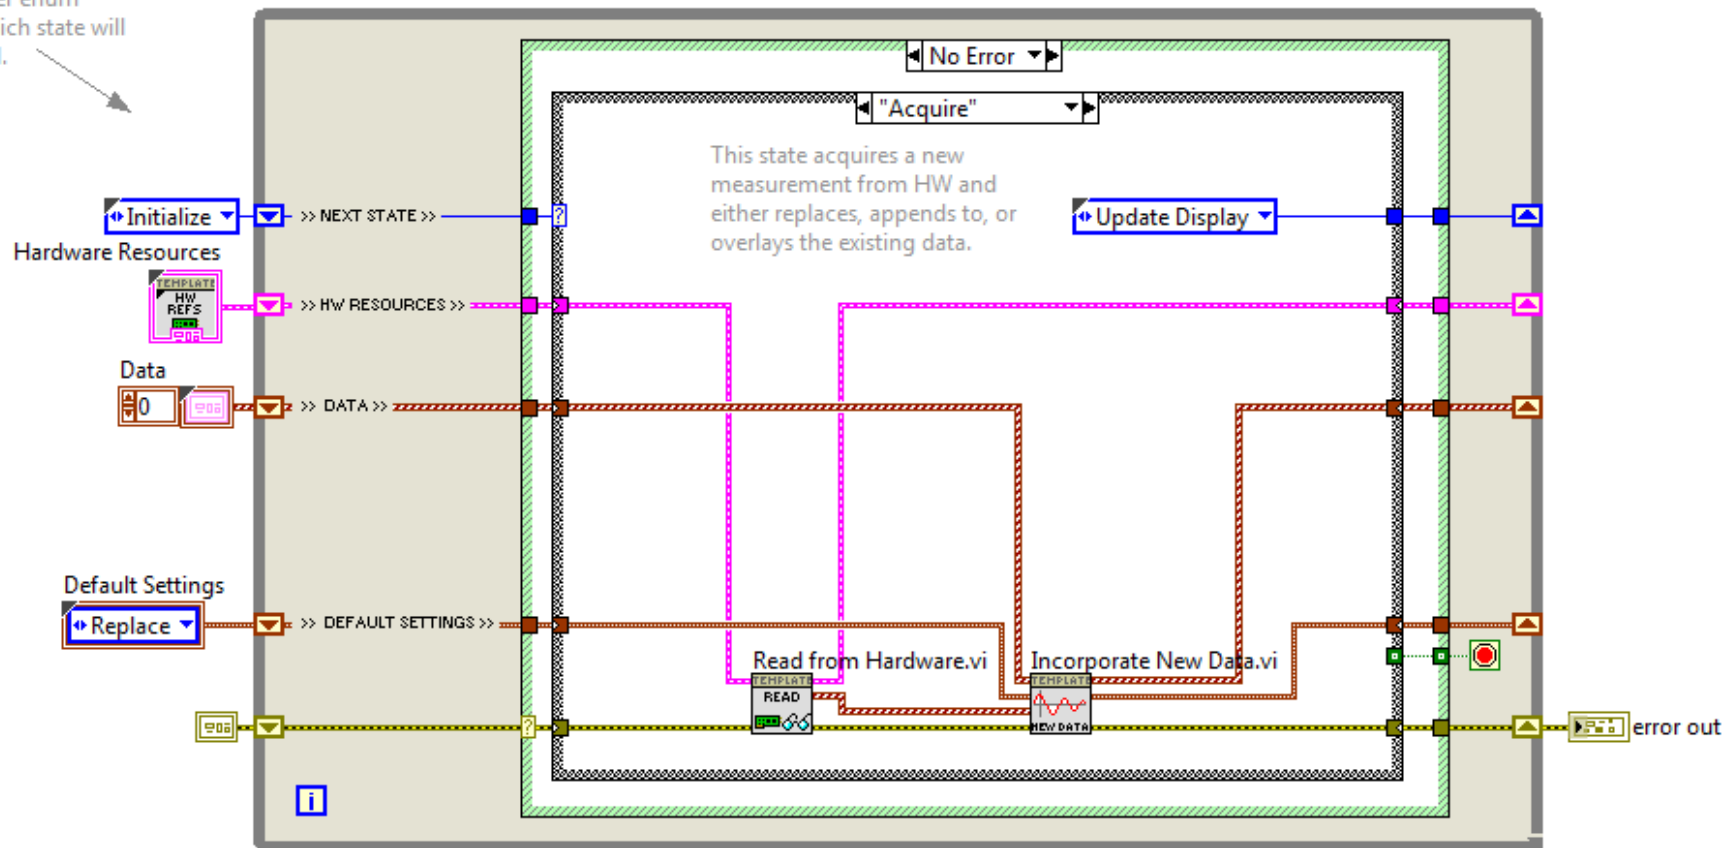 er enum
ich state will
No Error
"Acquire"
This state acquires a new
measurement from HW and
either replaces, appends to, or
overlays the existing data.
Initialize
>> NEXT STATE >>
Update Display
Hardware Resources
TEMPLATE
HW
REFS
>> HW RESOURCES >>
Data
0
>> DATA >>
Default Settings
Replace
>> DEFAULT SETTINGS >>
Read from Hardware.vi
Incorporate New Data.vi
TEMPLATE
READ
TEMPLATE
NEW DATA
?
?
error out
i